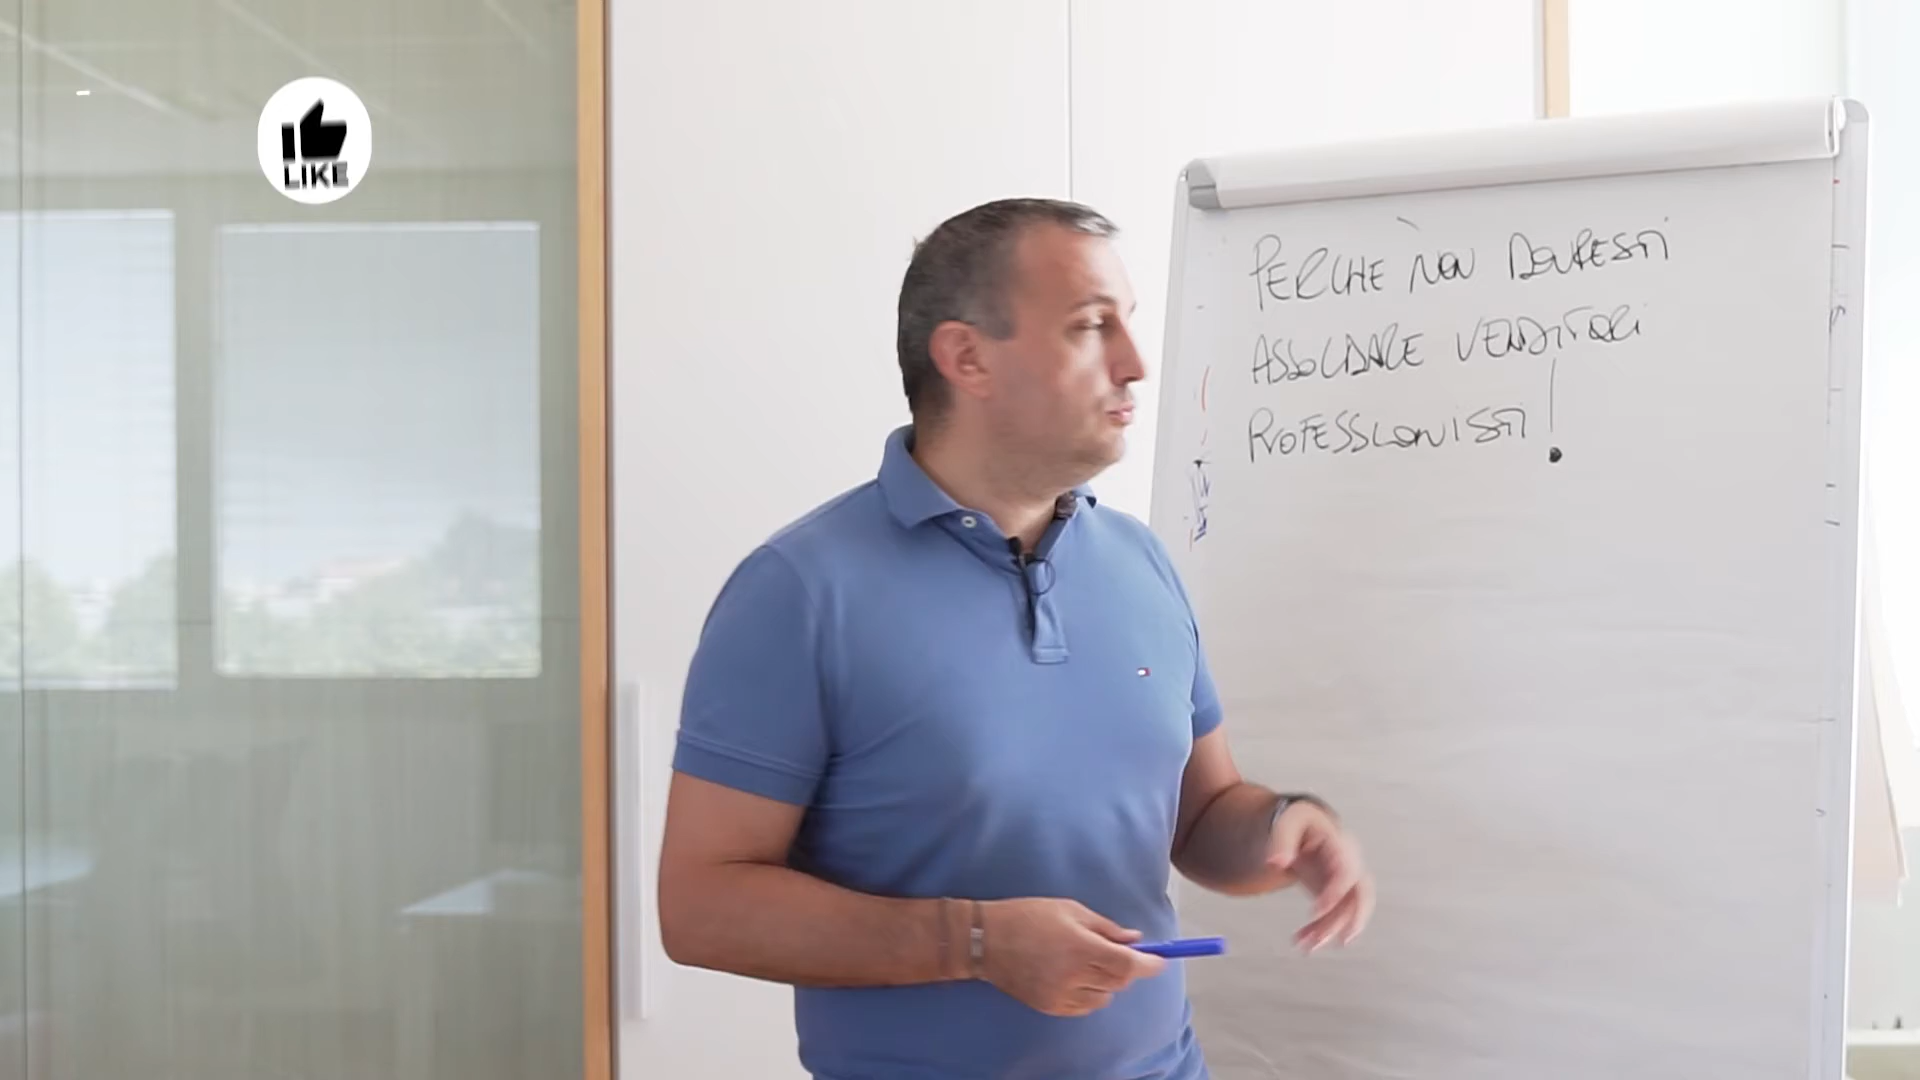 LIKE
PERCHÈ NON DOVRESTI
ASSOLDARE VENDITORI
PROFESSIONISTI!